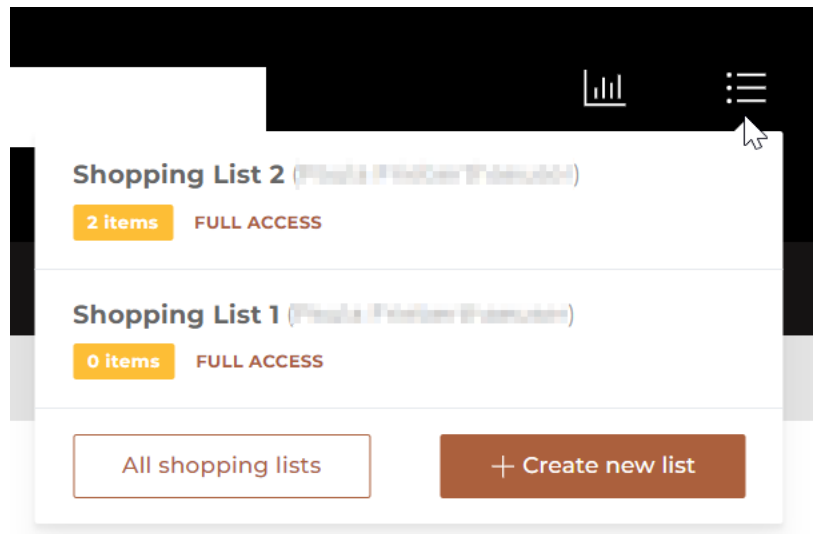 Shopping List 2 ()
2 items FULL ACCESS
Shopping List 1 ()
0 items FULL ACCESS
All shopping lists
+ Create new list